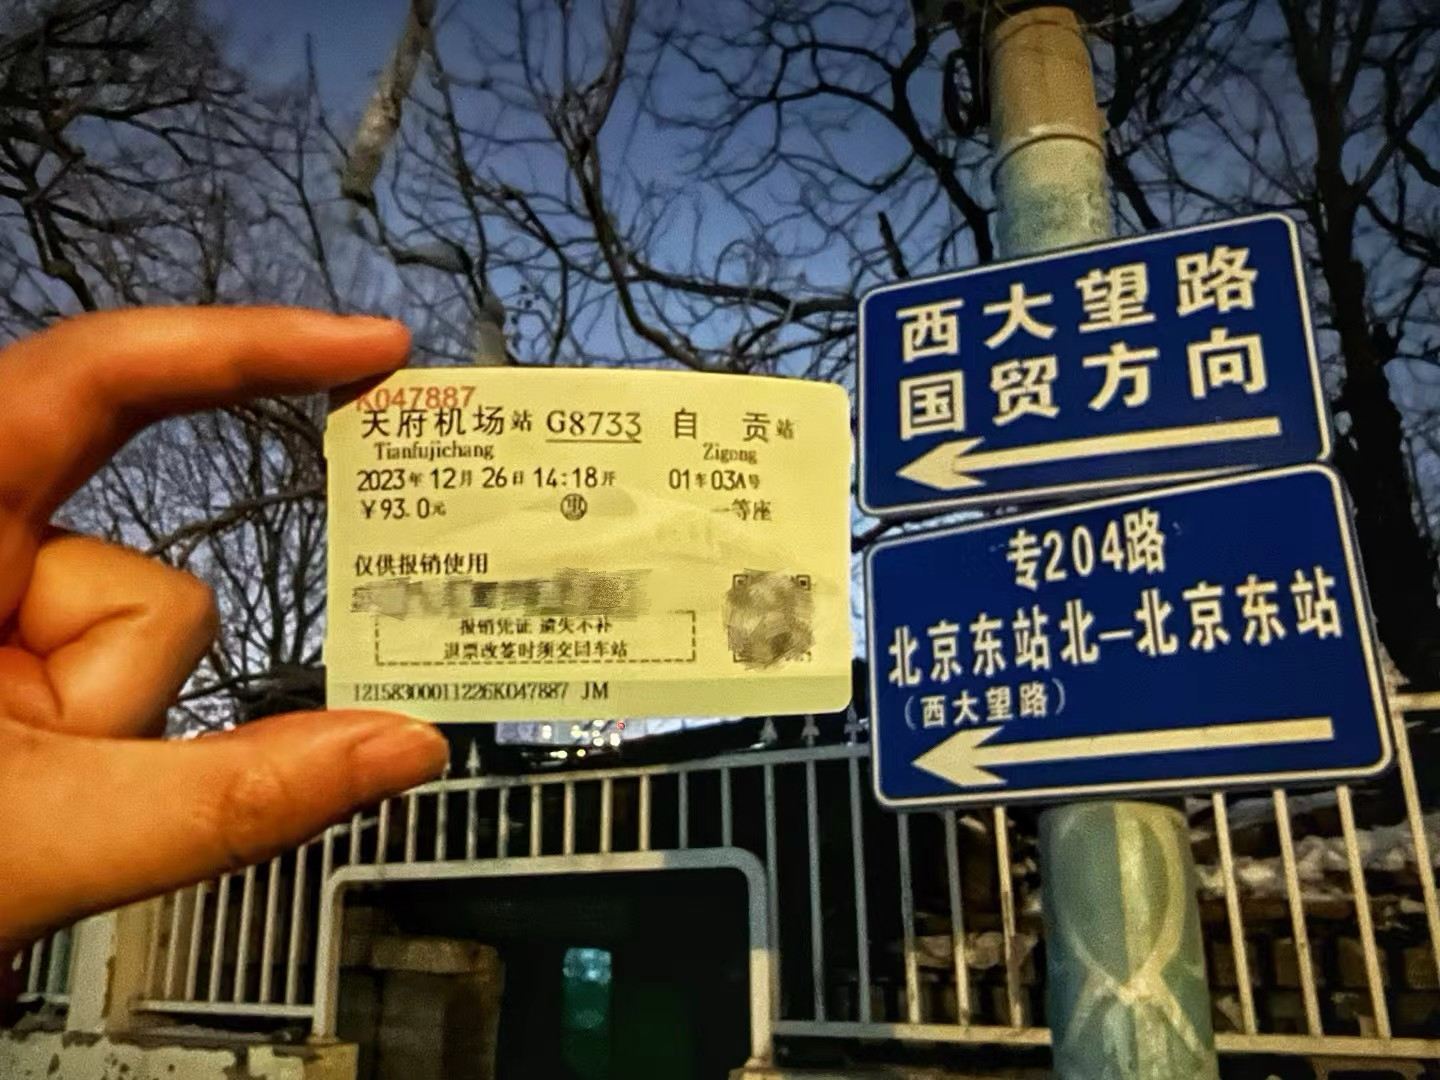 K047887
天府机场站 G8733 自贡站
Tianfujichang Zigong
2023年12月26日14:18开 01车03A号
￥93.0元 一等座
仅供报销使用
报销凭证 遗失不补
退票改签时须交回车站
12158300011226K047887 JM
西大望路
国贸方向
专204路
北京东站北—北京东站
（西大望路）